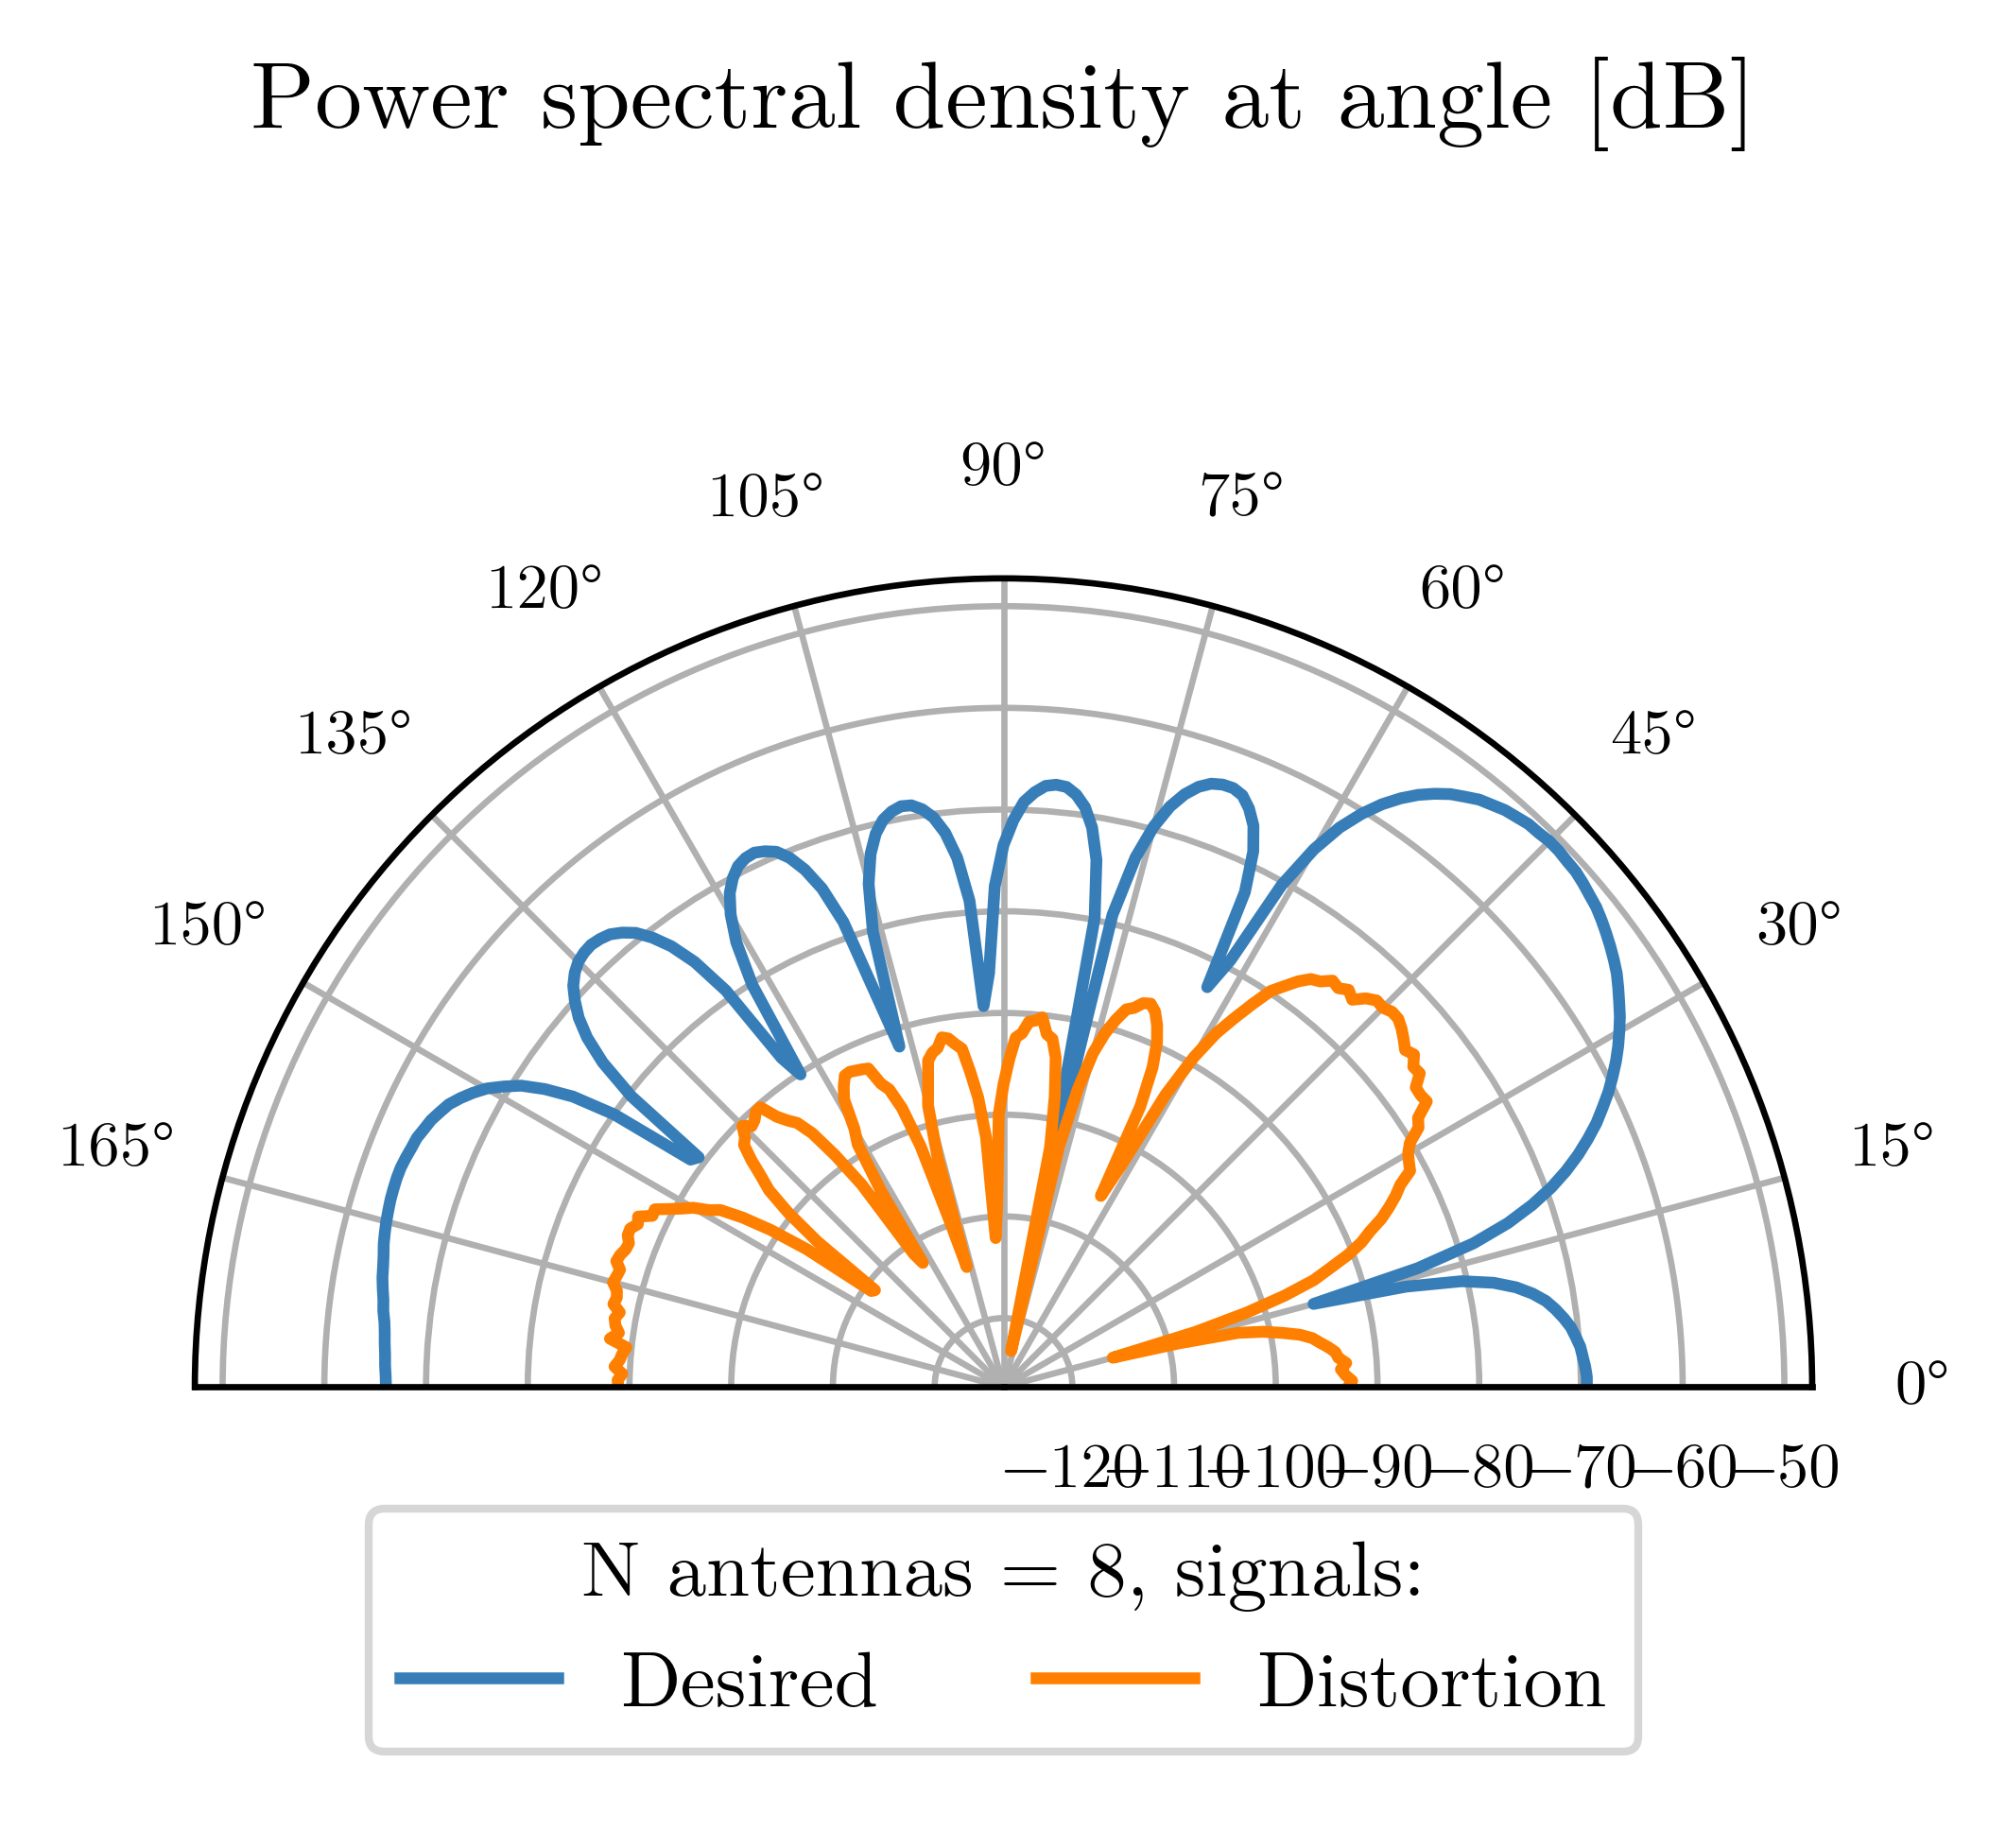 Power spectral density at angle [dB]
90°
105°
75°
120°
60°
135°
45°
150°
30°
165°
15°
0°
−120 −110 −100 −90 −80 −70 −60 −50
N antennas = 8, signals:
Desired
Distortion